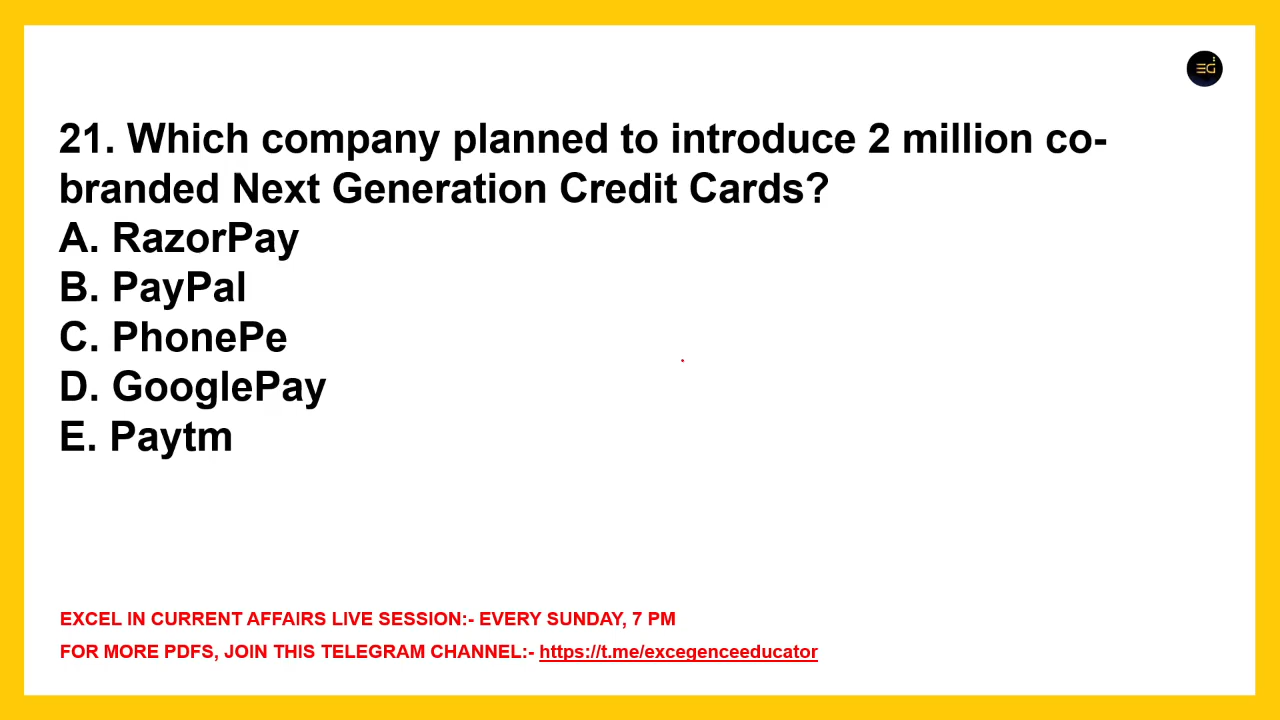 21. Which company planned to introduce 2 million co-
branded Next Generation Credit Cards?
A. RazorPay
B. PayPal
C. PhonePe
D. GooglePay
E. Paytm
EXCEL IN CURRENT AFFAIRS LIVE SESSION:- EVERY SUNDAY, 7 PM
FOR MORE PDFS, JOIN THIS TELEGRAM CHANNEL:- https://t.me/excegenceeducator